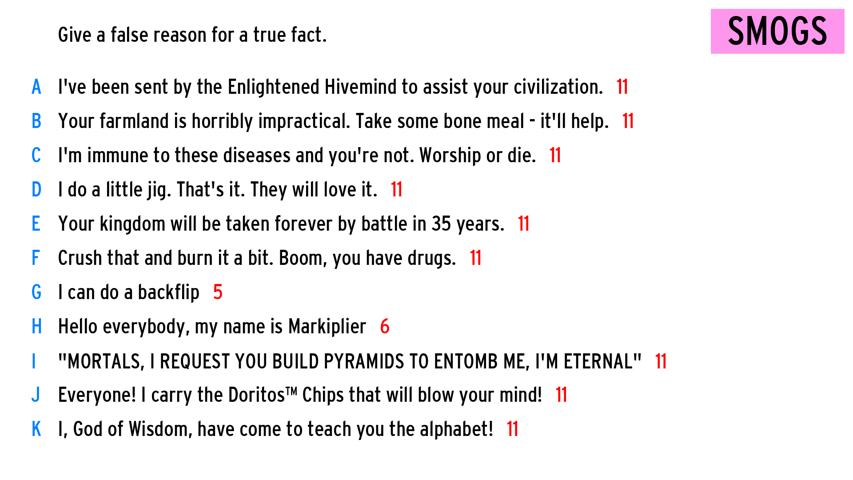 Give a false reason for a true fact.
SMOGS
A I've been sent by the Enlightened Hivemind to assist your civilization. 11
B Your farmland is horribly impractical. Take some bone meal - it'll help. 11
C I'm immune to these diseases and you're not. Worship or die. 11
D I do a little jig. That's it. They will love it. 11
E Your kingdom will be taken forever by battle in 35 years. 11
F Crush that and burn it a bit. Boom, you have drugs. 11
G I can do a backflip 5
H Hello everybody, my name is Markiplier 6
I "MORTALS, I REQUEST YOU BUILD PYRAMIDS TO ENTOMB ME, I'M ETERNAL" 11
J Everyone! I carry the Doritos™ Chips that will blow your mind! 11
K I, God of Wisdom, have come to teach you the alphabet! 11